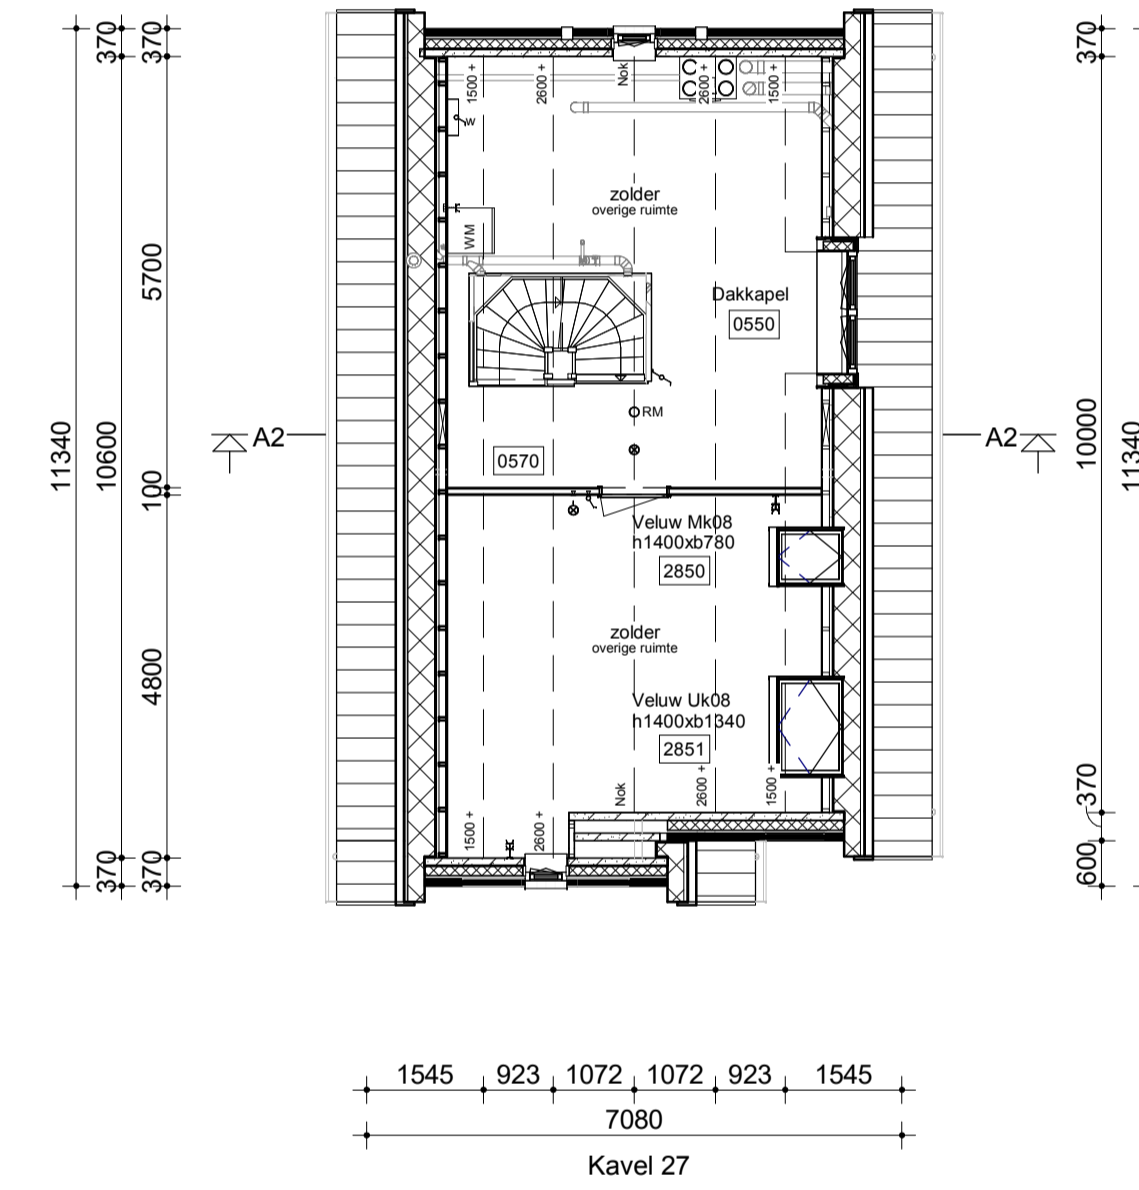 370
370
370
1500 +
2600 +
Nok
2600 +
1500 +
W
zolder
overige ruimte
WM
5700
Dakkapel
0550
11340
10600
100
A2
RM
0570
A2
10000
11340
Veluw Mk08
h1400xb780
2850
4800
zolder
overige ruimte
Veluw Uk08
h1400xb1340
2851
1500 +
2600 +
Nok
2600 +
1500 +
370
370
370
600
1545
923
1072
1072
923
1545
7080
Kavel 27